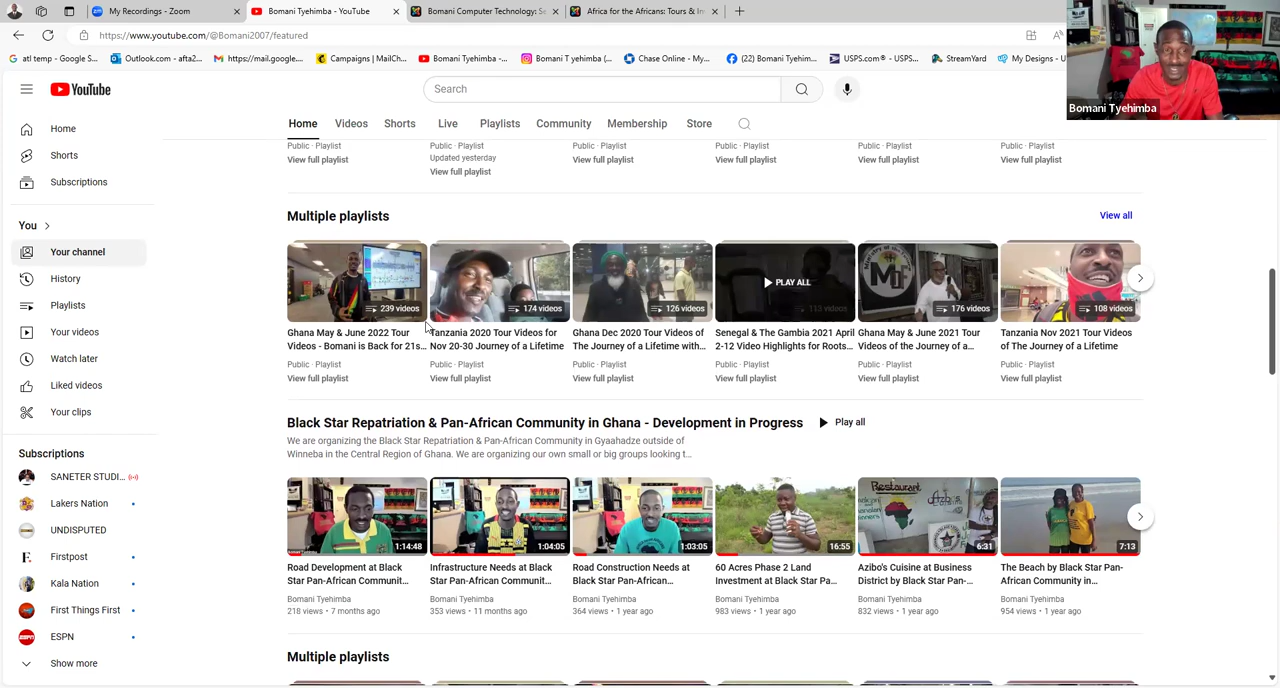 My Recordings - Zoom
Bomani Tyehimba - YouTube
Bomani Computer Technology: Se
Africa for the Africans: Tours & In
https://www.youtube.com/@Bomani2007/featured
atl temp - Google S...
Outlook.com - afta2...
https://mail.google....
Campaigns | MailCh...
Bomani Tyehimba -...
Bomani T yehimba (...
Chase Online - My...
(22) Bomani Tyehim...
USPS.com® - USPS...
StreamYard
My Designs - U
Bomani Tyehimba
YouTube
Search
Home
Videos
Shorts
Live
Playlists
Community
Membership
Store
Home
Shorts
Subscriptions
You
Your channel
History
Playlists
Your videos
Watch later
Liked videos
Your clips
Subscriptions
SANETER STUDI...
Lakers Nation
UNDISPUTED
Firstpost
Kala Nation
First Things First
ESPN
Show more
Public · Playlist
View full playlist
Public · Playlist
Updated yesterday
View full playlist
Public · Playlist
View full playlist
Public · Playlist
View full playlist
Public · Playlist
View full playlist
Public · Playlist
View full playlist
Multiple playlists
View all
239 videos
174 videos
126 videos
PLAY ALL
113 videos
176 videos
108 videos
Ghana May & June 2022 Tour
Videos - Bomani is Back for 21s...
Public · Playlist
View full playlist
Tanzania 2020 Tour Videos for
Nov 20-30 Journey of a Lifetime
Public · Playlist
View full playlist
Ghana Dec 2020 Tour Videos of
The Journey of a Lifetime with...
Public · Playlist
View full playlist
Senegal & The Gambia 2021 April
2-12 Video Highlights for Roots...
Public · Playlist
View full playlist
Ghana May & June 2021 Tour
Videos of the Journey of a...
Public · Playlist
View full playlist
Tanzania Nov 2021 Tour Videos
of The Journey of a Lifetime
Public · Playlist
View full playlist
Black Star Repatriation & Pan-African Community in Ghana - Development in Progress
Play all
We are organizing the Black Star Repatriation & Pan-African Community in Gyaahadze outside of
Winneba in the Central Region of Ghana. We are organizing our own small or big groups looking t...
1:14:48
1:04:05
1:03:05
16:55
Restaurant
6:31
7:13
Road Development at Black
Star Pan-African Communit...
Bomani Tyehimba
218 views • 7 months ago
Infrastructure Needs at Black
Star Pan-African Communit...
Bomani Tyehimba
353 views • 11 months ago
Road Construction Needs at
Black Star Pan-African...
Bomani Tyehimba
364 views • 1 year ago
60 Acres Phase 2 Land
Investment at Black Star Pa...
Bomani Tyehimba
983 views • 1 year ago
Azibo's Cuisine at Business
District by Black Star Pan-...
Bomani Tyehimba
832 views • 1 year ago
The Beach by Black Star Pan-
African Community in...
Bomani Tyehimba
954 views • 1 year ago
Multiple playlists